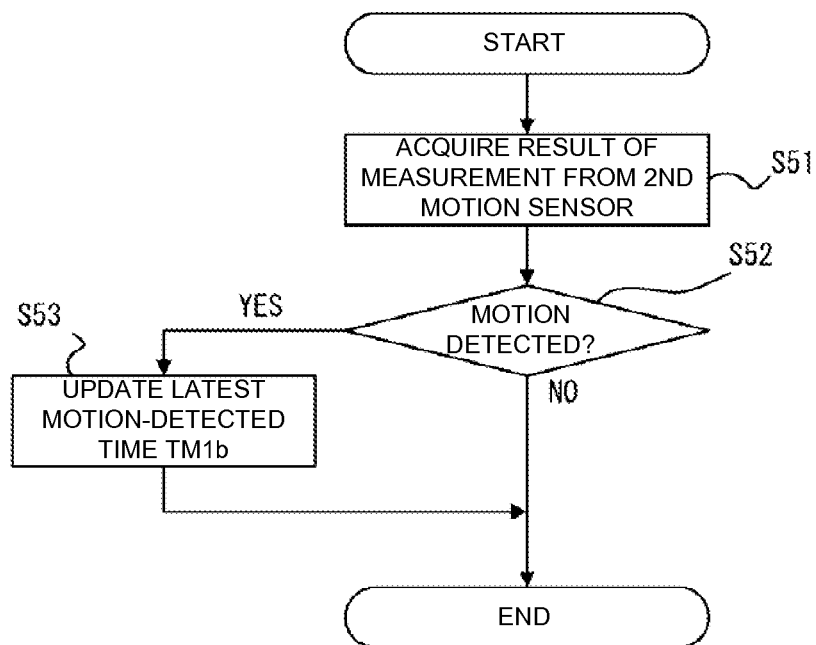 START
ACQUIRE RESULT OF
MEASUREMENT FROM 2ND
MOTION SENSOR
S51
S52
MOTION
DETECTED?
YES
NO
S53
UPDATE LATEST
MOTION-DETECTED
TIME TM1b
END